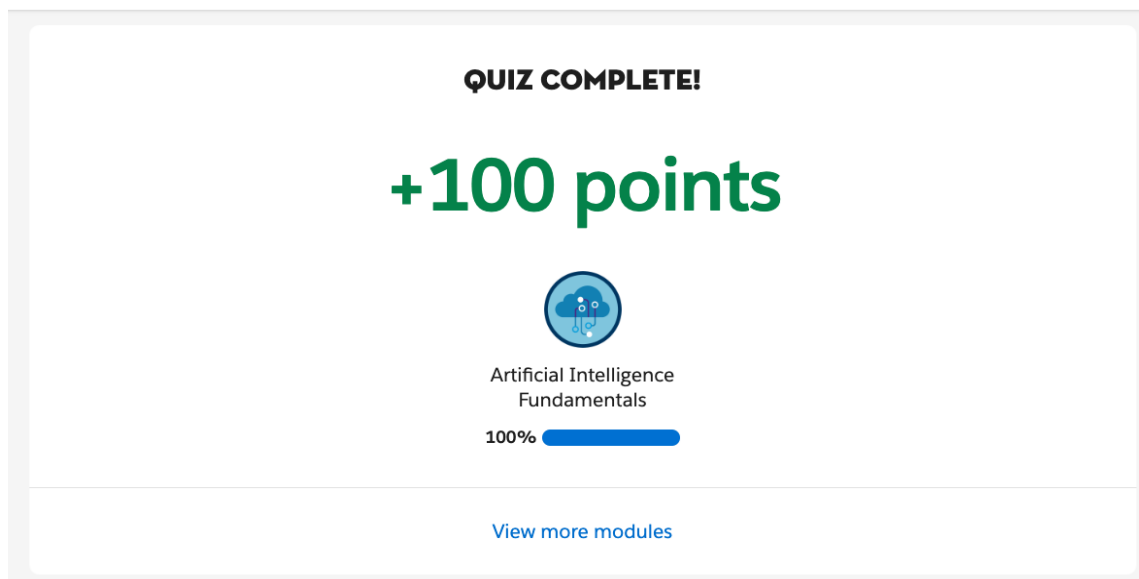 QUIZ COMPLETE!
+100 points
Artificial Intelligence
Fundamentals
100%
View more modules